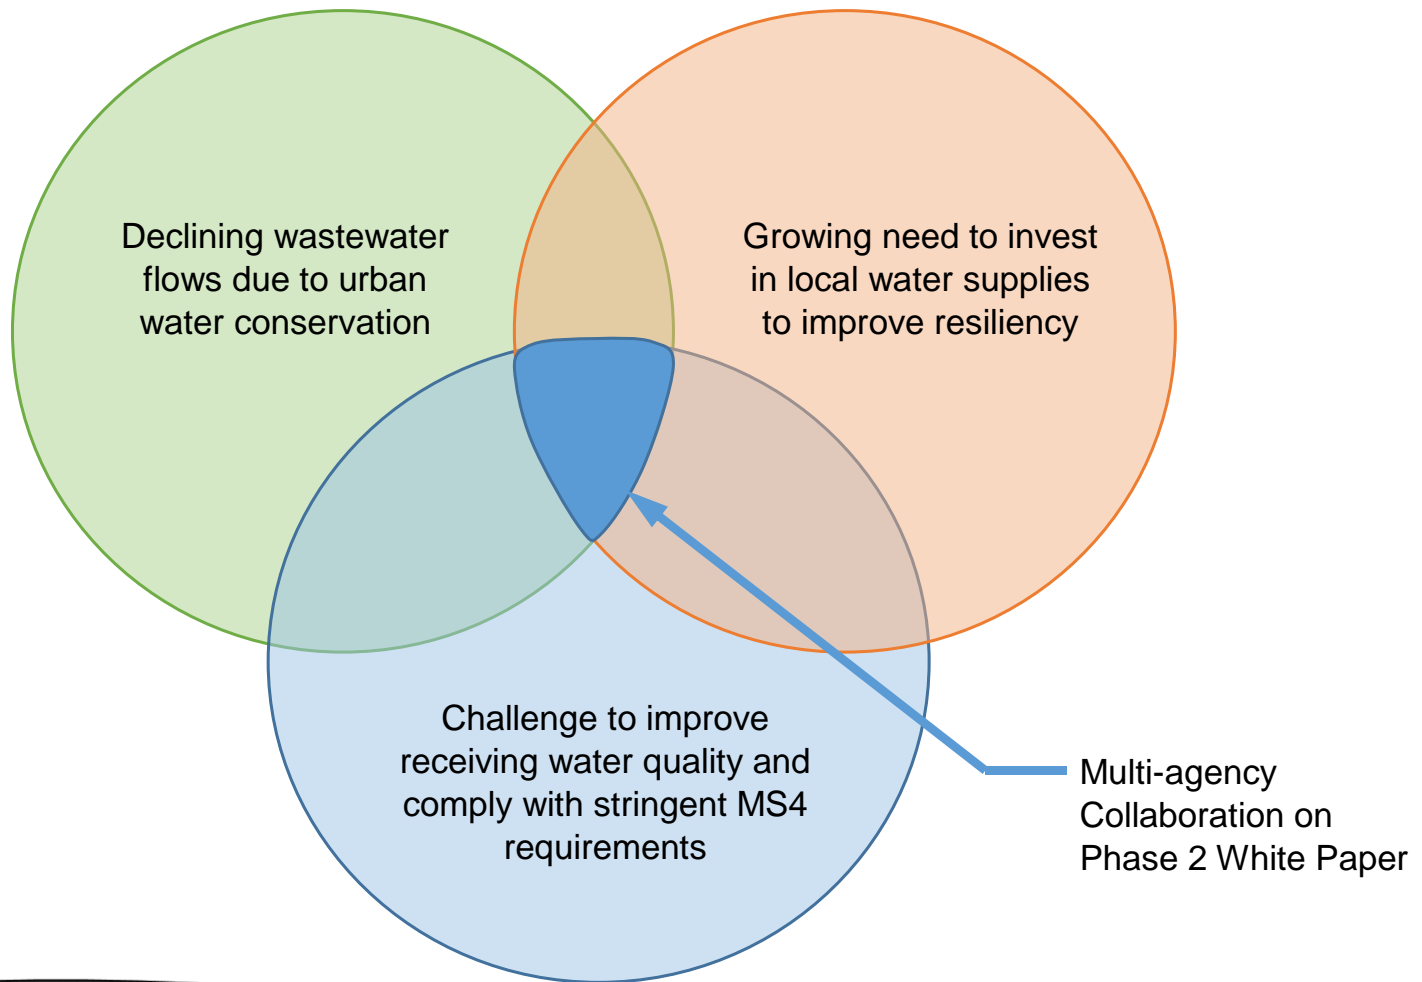 Declining wastewater
flows due to urban
water conservation
Growing need to invest
in local water supplies
to improve resiliency
Challenge to improve
receiving water quality and
comply with stringent MS4
requirements
Multi-agency
Collaboration on
Phase 2 White Paper